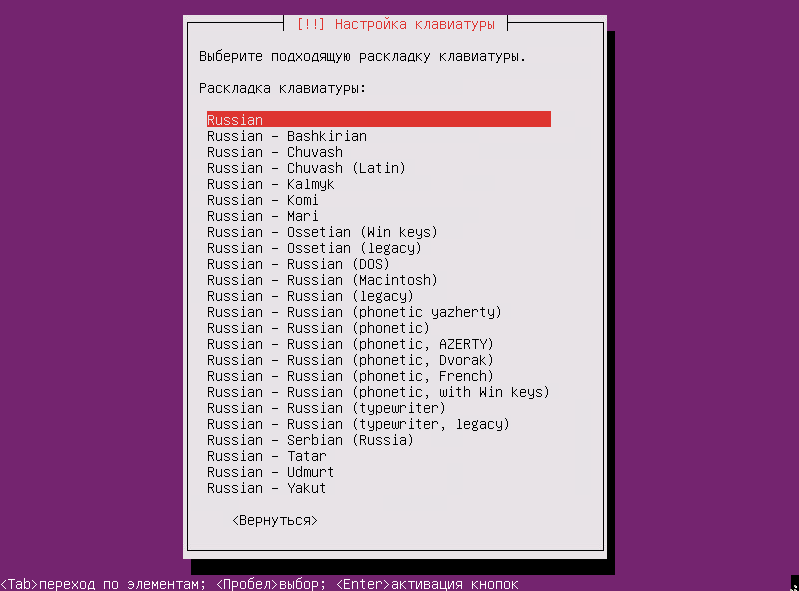 [!!] Настройка клавиатуры
Выберите подходящую раскладку клавиатуры.
Раскладка клавиатуры:
Russian
Russian – Bashkirian
Russian – Chuvash
Russian – Chuvash (Latin)
Russian – Kalmyk
Russian – Komi
Russian – Mari
Russian – Ossetian (Win keys)
Russian – Ossetian (legacy)
Russian – Russian (DOS)
Russian – Russian (Macintosh)
Russian – Russian (legacy)
Russian – Russian (phonetic yazherty)
Russian – Russian (phonetic)
Russian – Russian (phonetic, AZERTY)
Russian – Russian (phonetic, Dvorak)
Russian – Russian (phonetic, French)
Russian – Russian (phonetic, with Win keys)
Russian – Russian (typewriter)
Russian – Russian (typewriter, legacy)
Russian – Serbian (Russia)
Russian – Tatar
Russian – Udmurt
Russian – Yakut
<Вернуться>
<Tab>переход по элементам; <Пробел>выбор; <Enter>активация кнопок